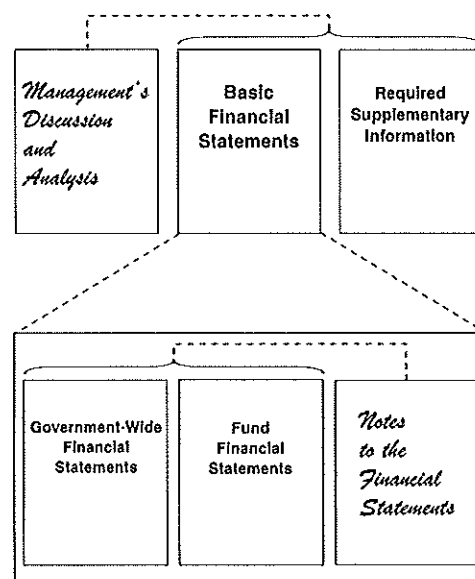 Management's
Discussion
and
Analysis
Basic
Financial
Statements
Required
Supplementary
Information
Government-Wide
Financial
Statements
Fund
Financial
Statements
Notes
to the
Financial
Statements